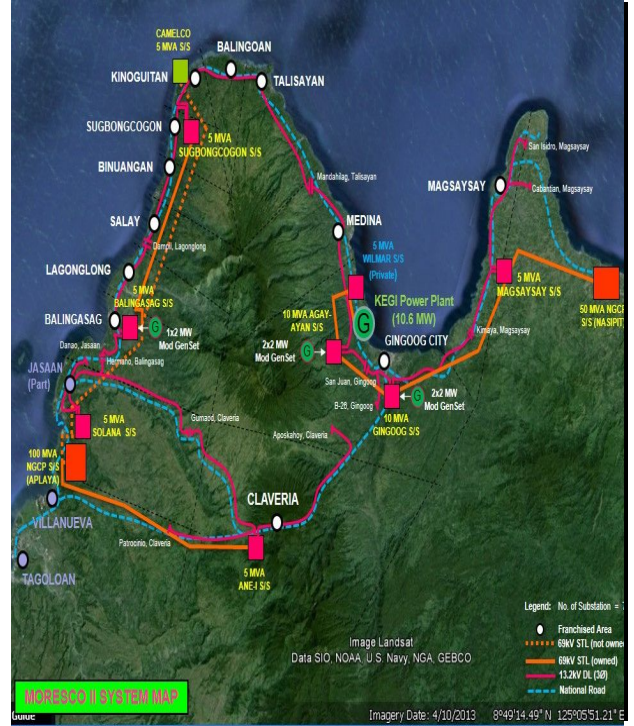 CAMELCO
5 MVA S/S
BALINGOAN
KINOGUITAN
TALISAYAN
SUGBONGCOGON
5 MVA
SUGBONGCOGON S/S
BINUANGAN
San Isidro, Magsaysay
Mandahilag, Talisayan
MAGSAYSAY
Cabantian, Magsaysay
SALAY
MEDINA
Dampil, Lagonglong
5 MVA
WILMAR S/S
(Private)
LAGONGLONG
5 MVA
BALINGASAG S/S
5 MVA
MAGSAYSAY S/S
KEGI Power Plant
(10.6 MW)
G
50 MVA NGCP
S/S (NASIPIT)
10 MVA AGAY-
AYAN S/S
BALINGASAG
G
1x2 MW
Mod GenSet
GINGOOG CITY
Kimaya, Magsaysay
Danao, Jasaan
Hermano, Balingasag
2x2 MW
Mod GenSet
G
JASAAN
(Part)
San Juan, Gingoog
B-26, Gingoog
G
2x2 MW
Mod GenSet
10 MVA
GINGOOG S/S
5 MVA
SOLANA S/S
Gumaod, Claveria
Aposkahoy, Claveria
100 MVA
NGCP S/S
(APLAYA)
CLAVERIA
VILLANUEVA
Patrocinio, Claveria
TAGOLOAN
5 MVA
ANE-I S/S
Legend: No. of Substation =
Franchised Area
69kV STL (not owne
69kV STL (owned)
13.2kV DL (3Ø)
National Road
Image Landsat
Data SIO, NOAA, U.S. Navy, NGA, GEBCO
MORESCO II SYSTEM MAP
Guide
Imagery Date: 4/10/2013 8°49'14.49" N 125°05'51.21" E